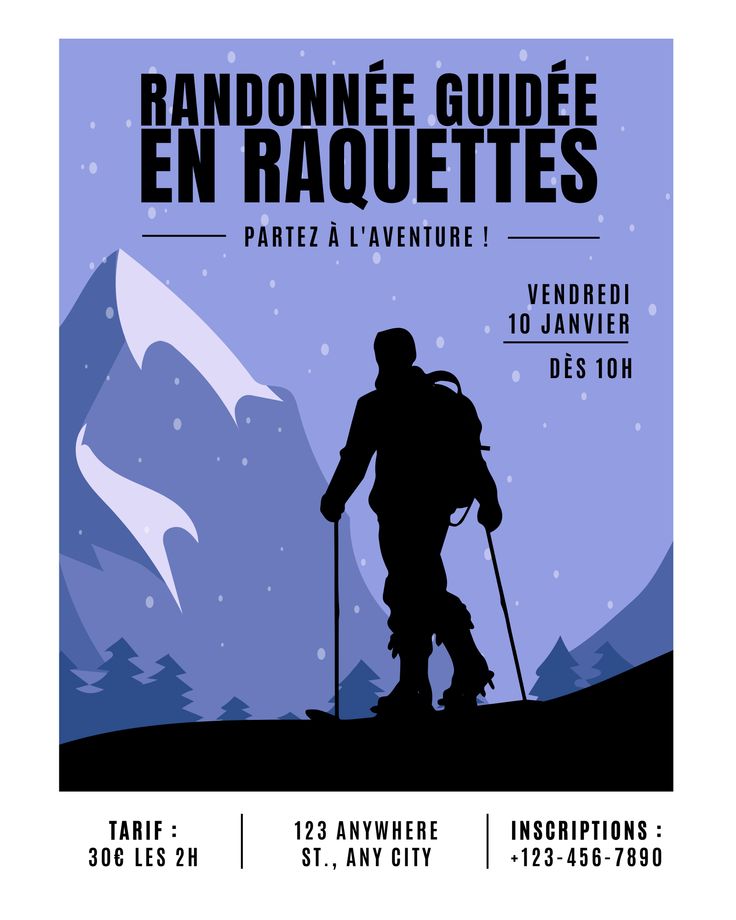 RANDONNÉE GUIDÉE
EN RAQUETTES
PARTEZ À L'AVENTURE !
VENDREDI
10 JANVIER
DÈS 10H
TARIF :
30€ LES 2H
123 ANYWHERE
ST., ANY CITY
INSCRIPTIONS :
+123-456-7890